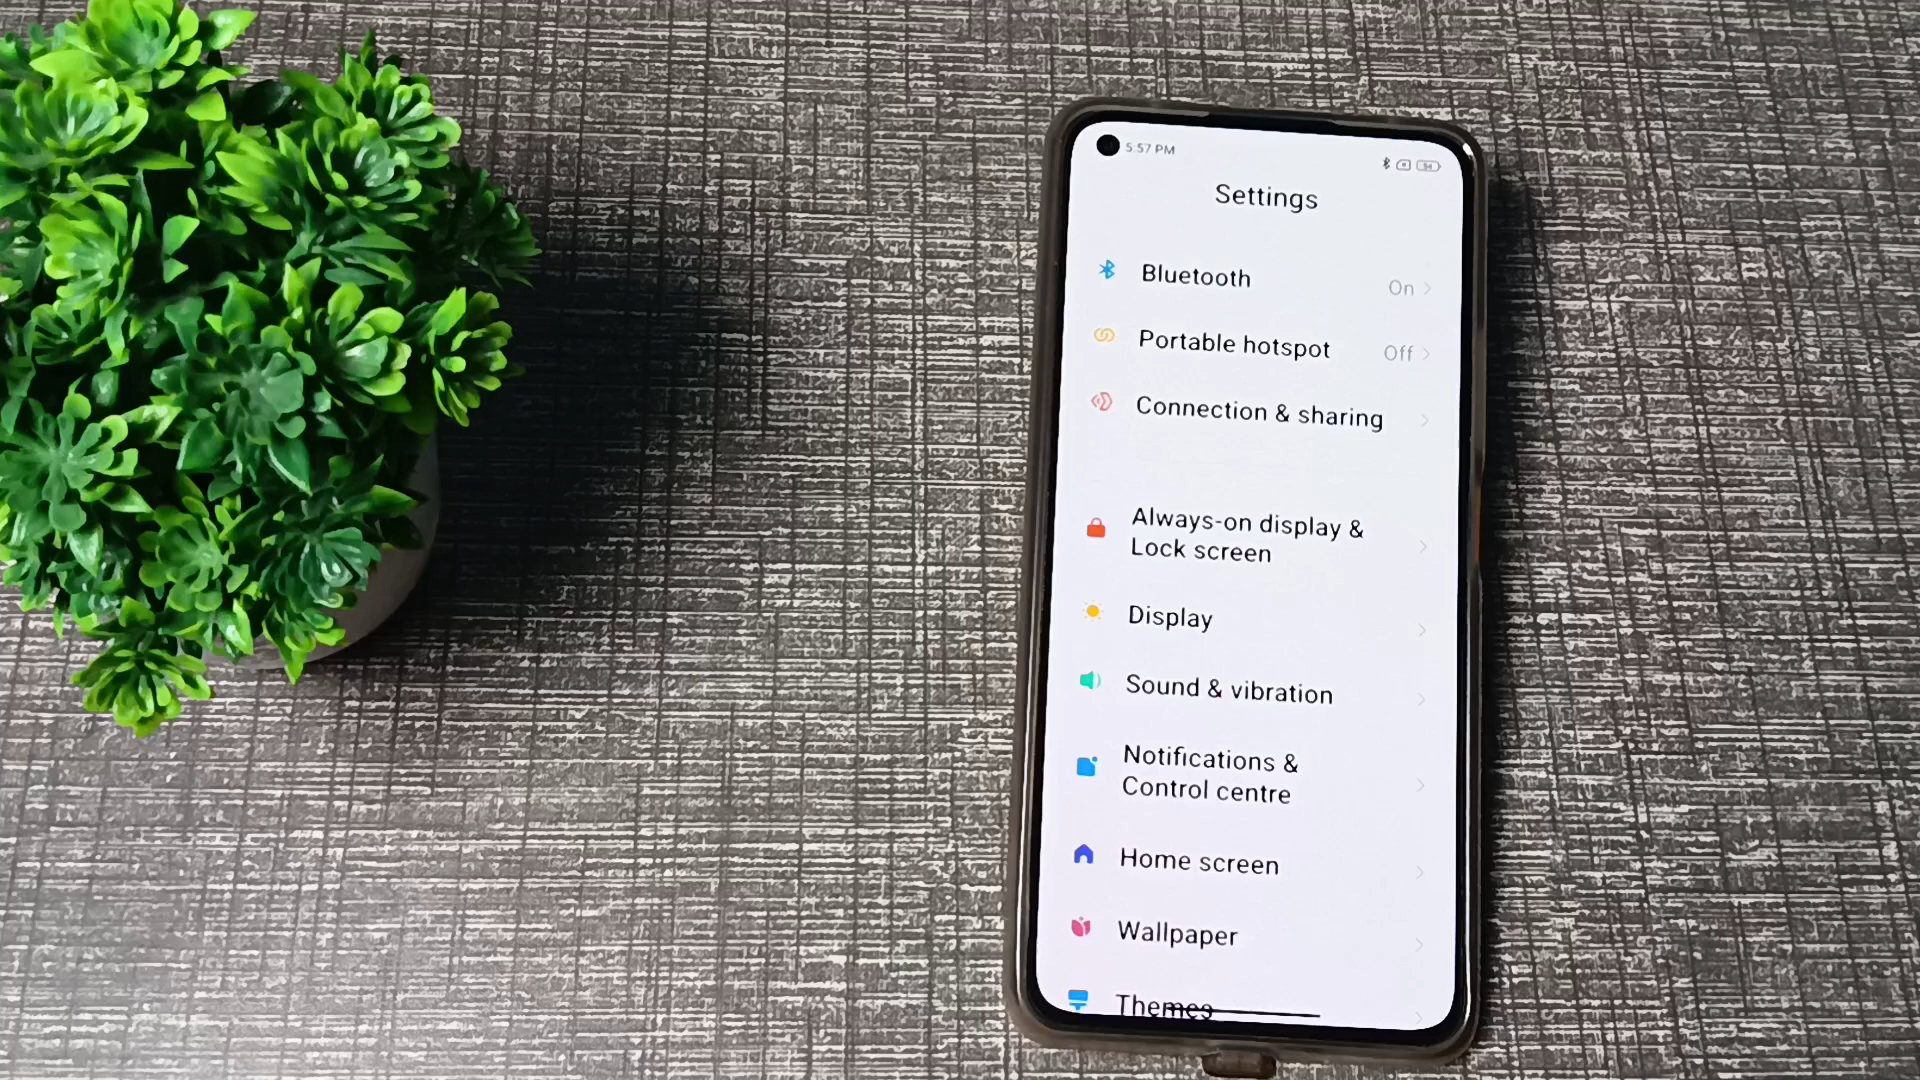 5:57 PM
Settings
Bluetooth
On
Portable hotspot
Off
Connection & sharing
Always-on display &
Lock screen
Display
Sound & vibration
Notifications &
Control centre
Home screen
Wallpaper
Themes